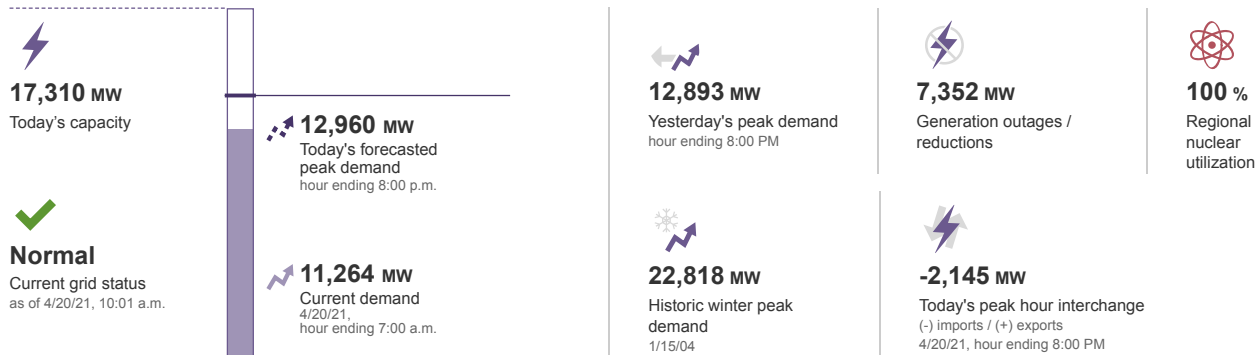 17,310 MW
Today's capacity
Normal
Current grid status
as of 4/20/21, 10:01 a.m.
12,960 MW
Today's forecasted
peak demand
hour ending 8:00 p.m.
11,264 MW
Current demand
4/20/21,
hour ending 7:00 a.m.
12,893 MW
Yesterday's peak demand
hour ending 8:00 PM
7,352 MW
Generation outages /
reductions
100 %
Regional
nuclear
utilization
22,818 MW
Historic winter peak
demand
1/15/04
-2,145 MW
Today's peak hour interchange
(-) imports / (+) exports
4/20/21, hour ending 8:00 PM